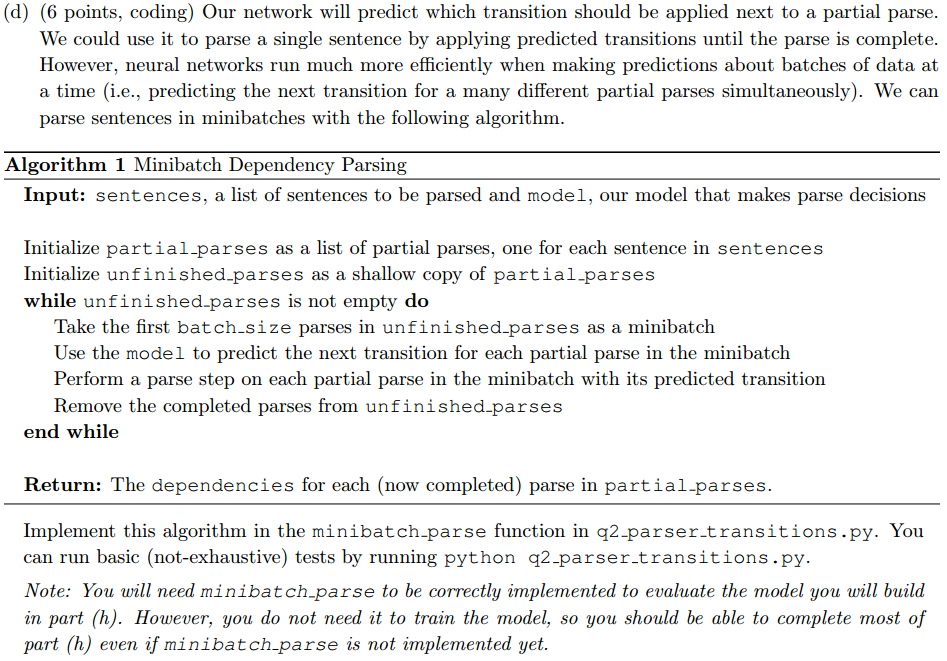 (d) (6 points, coding) Our network will predict which transition should be applied next to a partial parse.
We could use it to parse a single sentence by applying predicted transitions until the parse is complete.
However, neural networks run much more efficiently when making predictions about batches of data at
a time (i.e., predicting the next transition for a many different partial parses simultaneously). We can
parse sentences in minibatches with the following algorithm.
Algorithm 1 Minibatch Dependency Parsing
Input: sentences, a list of sentences to be parsed and model, our model that makes parse decisions
Initialize partial_parses as a list of partial parses, one for each sentence in sentences
Initialize unfinished_parses as a shallow copy of partial_parses
while unfinished_parses is not empty do
Take the first batch_size parses in unfinished_parses as a minibatch
Use the model to predict the next transition for each partial parse in the minibatch
Perform a parse step on each partial parse in the minibatch with its predicted transition
Remove the completed parses from unfinished_parses
end while
Return: The dependencies for each (now completed) parse in partial_parses.
Implement this algorithm in the minibatch_parse function in q2_parser_transitions.py. You
can run basic (not-exhaustive) tests by running python q2_parser_transitions.py.
Note: You will need minibatch_parse to be correctly implemented to evaluate the model you will build
in part (h). However, you do not need it to train the model, so you should be able to complete most of
part (h) even if minibatch_parse is not implemented yet.